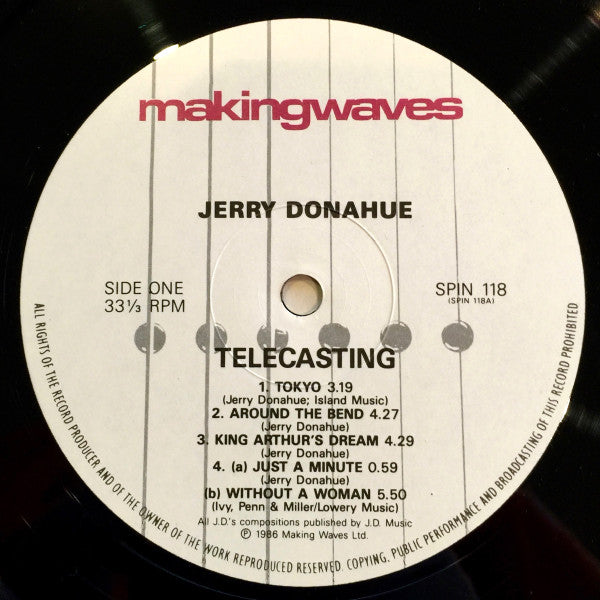 makingwaves
JERRY DONAHUE
SIDE ONE
33⅓ RPM
SPIN 118
(SPIN 118A)
TELECASTING
1. TOKYO 3.19
(Jerry Donahue; Island Music)
2. AROUND THE BEND 4.27
(Jerry Donahue)
3. KING ARTHUR'S DREAM 4.29
(Jerry Donahue)
4. (a) JUST A MINUTE 0.59
(Jerry Donahue)
(b) WITHOUT A WOMAN 5.50
(Ivy, Penn & Miller/Lowery Music)
All J.D.'s compositions published by J.D. Music
℗ 1986 Making Waves Ltd.
ALL RIGHTS OF THE RECORD PRODUCER AND OF THE OWNER OF THE WORK REPRODUCED RESERVED. COPYING, PUBLIC PERFORMANCE AND BROADCASTING OF THIS RECORD PROHIBITED